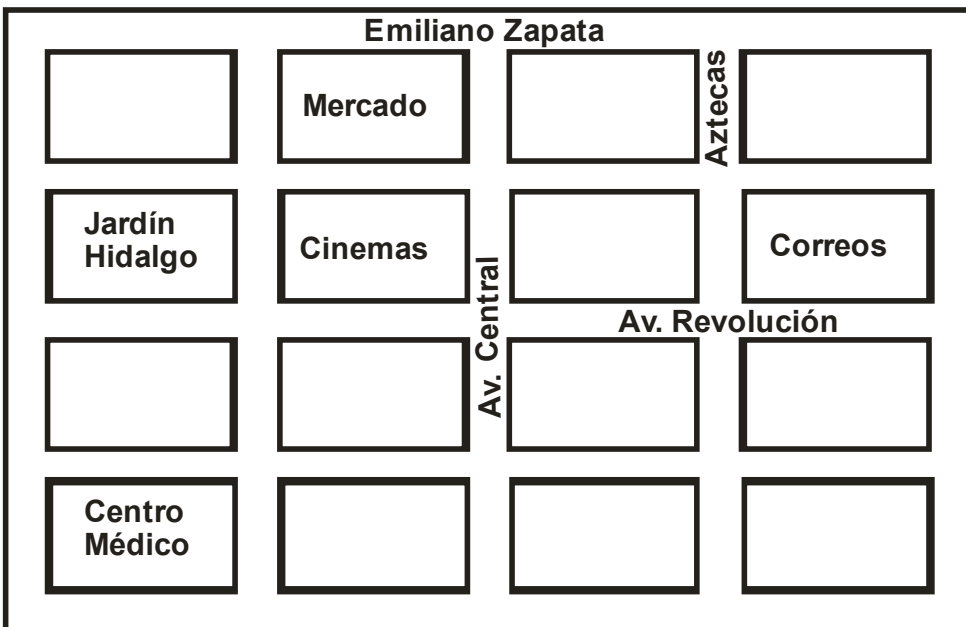 Emiliano Zapata
Mercado
Aztecas
Jardín
Hidalgo
Cinemas
Correos
Av. Central
Av. Revolución
Centro
Médico